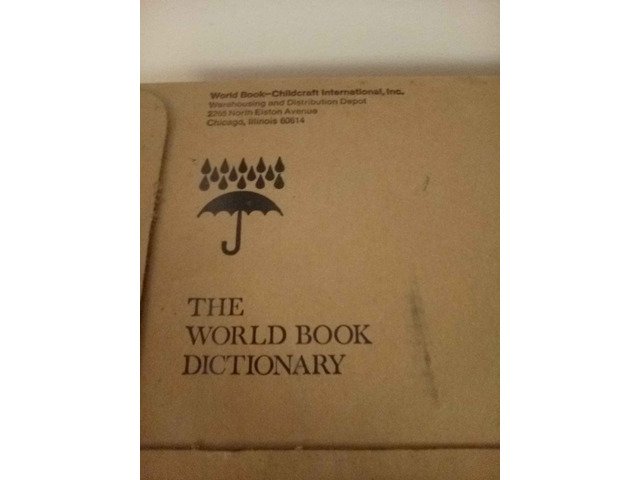 World Book-Childcraft International, Inc.
Warehousing and Distribution Depot
2765 North Elston Avenue
Chicago, Illinois 60614
THE
WORLD BOOK
DICTIONARY